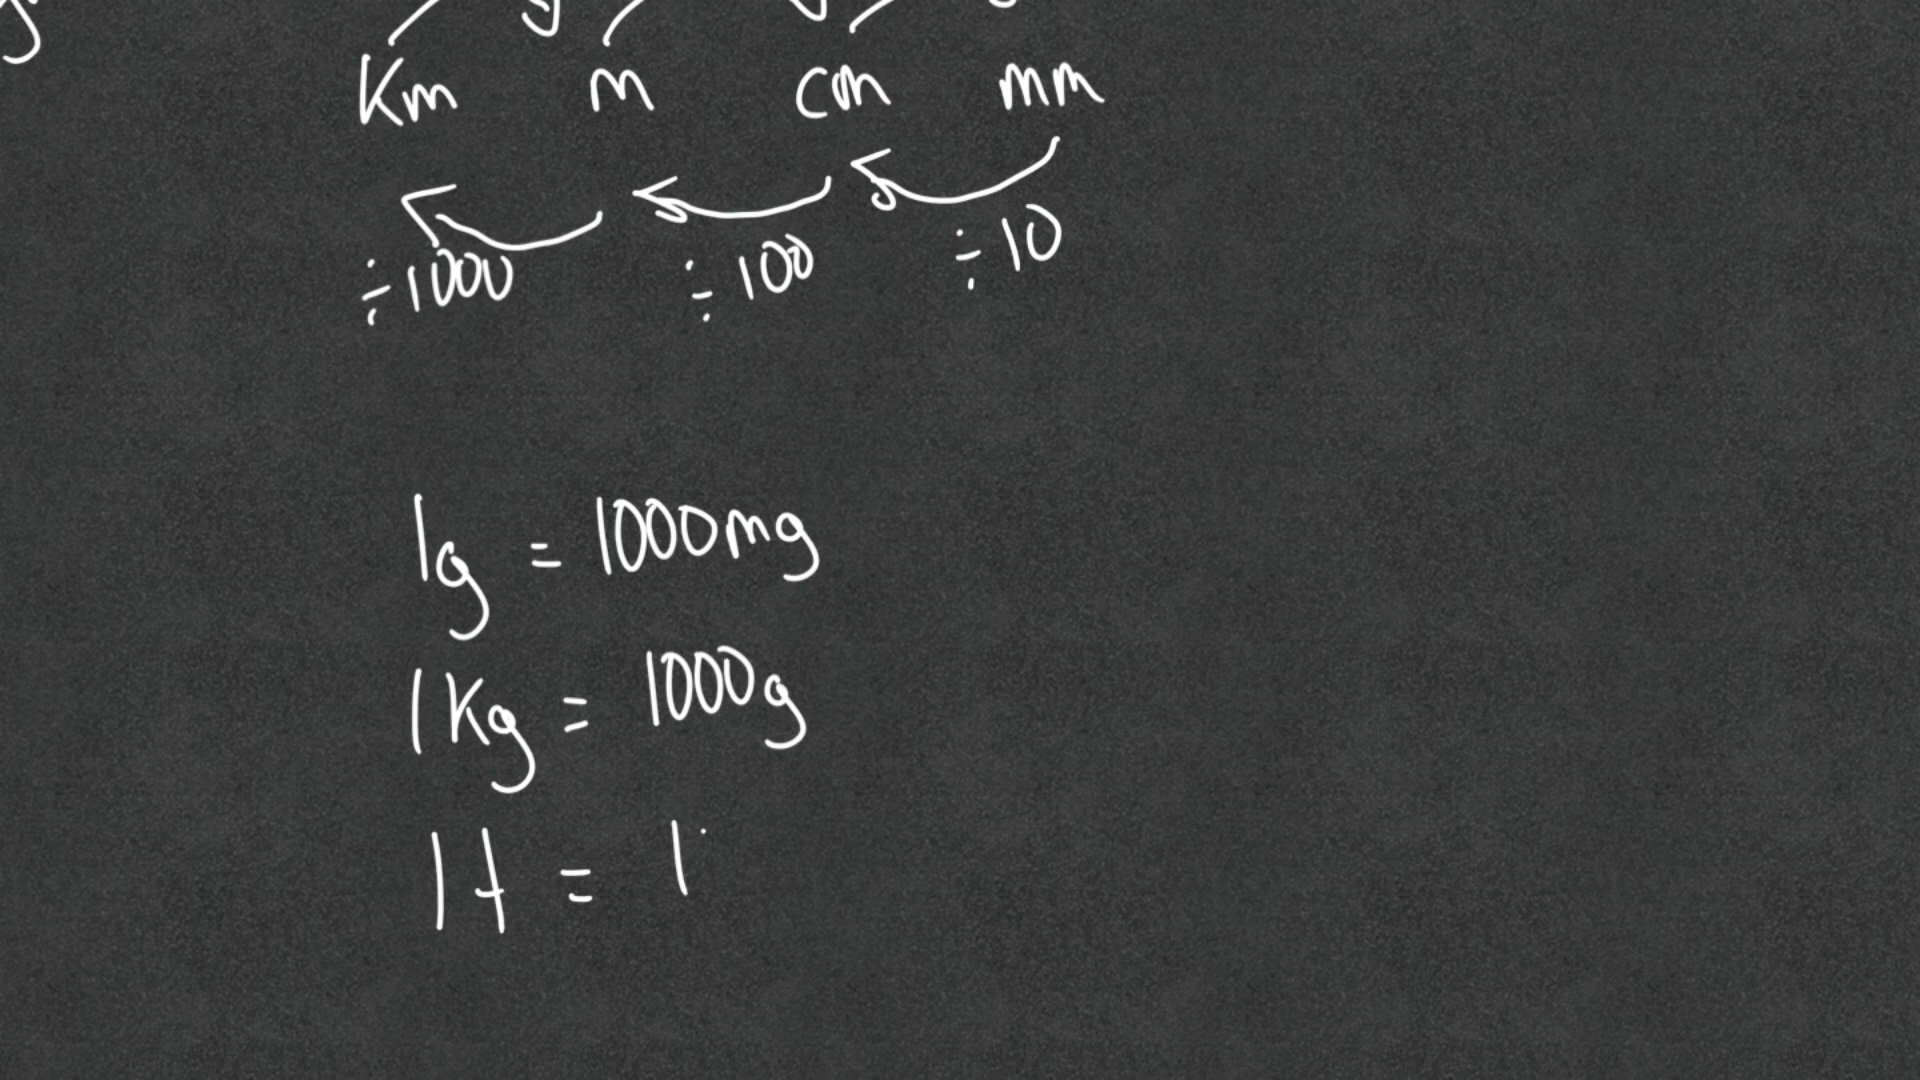 Km m cm mm
÷1000 ÷100 ÷10
1g = 1000mg
1Kg = 1000g
1t = 1